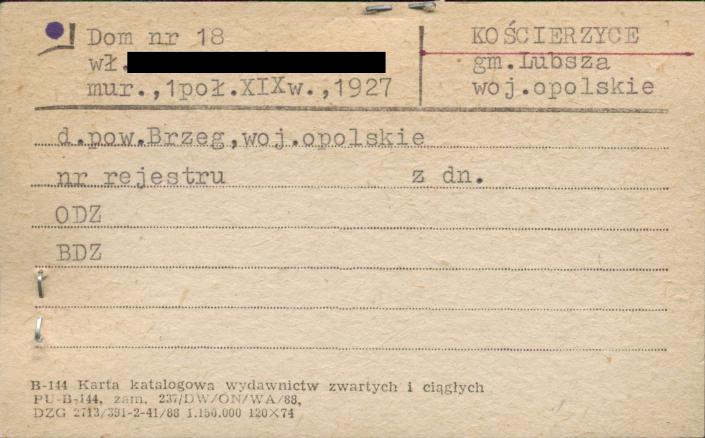 Dom nr 18
wł.
mur.,1poł.XIXw.,1927
KOŚCIERZYCE
gm.Lubsza
woj.opolskie
d.pow.Brzeg,woj.opolskie
nr rejestru z dn.
ODZ
BDZ
B-144 Karta katalogowa wydawnictw zwartych i ciągłych
PU-B-144, zam. 237/DW/ON/WA/88,
DZG 2713/391-2-41/88 1.150.000 120×74